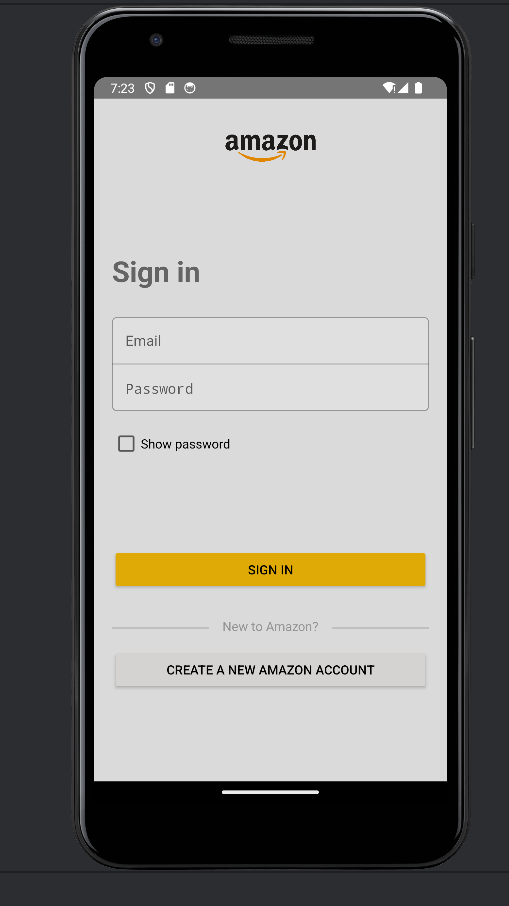 7:23
amazon
Sign in
Email
Password
Show password
SIGN IN
New to Amazon?
CREATE A NEW AMAZON ACCOUNT